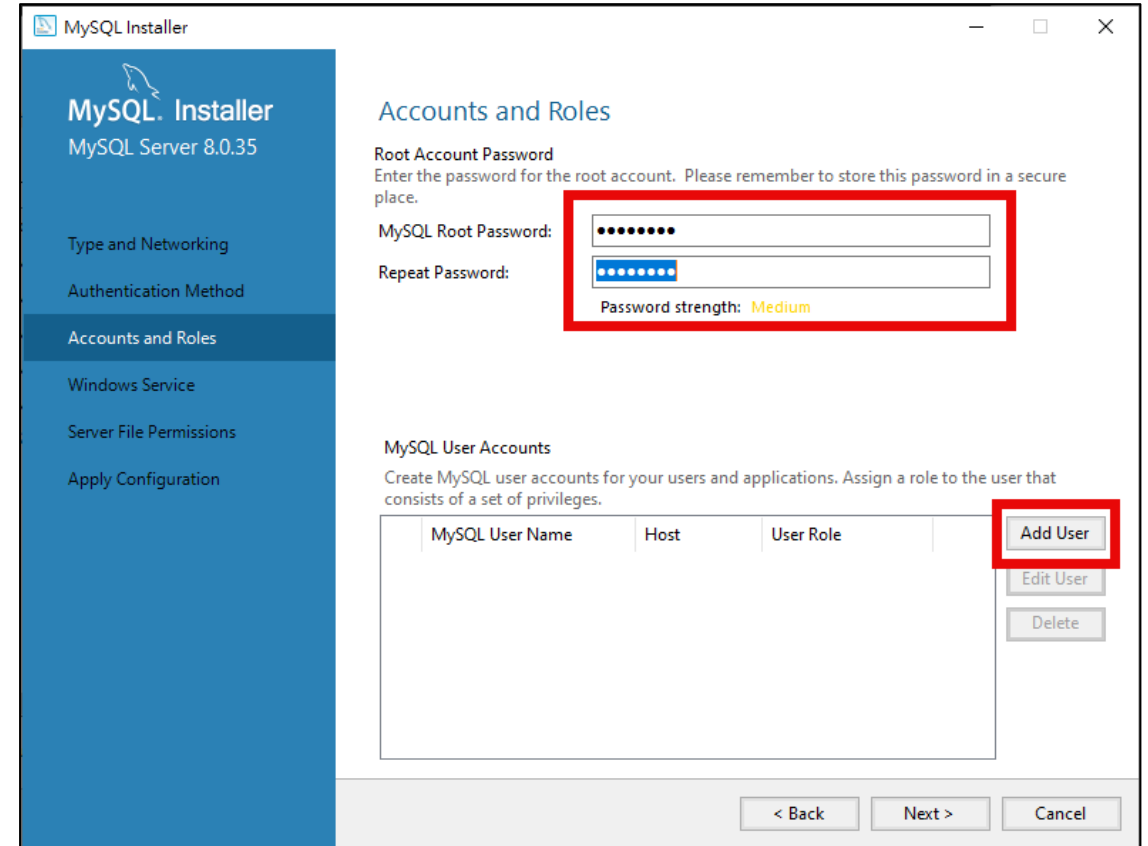 MySQL Installer
MySQL. Installer
MySQL Server 8.0.35
Type and Networking
Authentication Method
Accounts and Roles
Windows Service
Server File Permissions
Apply Configuration
Accounts and Roles
Root Account Password
Enter the password for the root account. Please remember to store this password in a secure
place.
MySQL Root Password: ●●●●●●●●
Repeat Password: ●●●●●●●●
Password strength: Medium
MySQL User Accounts
Create MySQL user accounts for your users and applications. Assign a role to the user that
consists of a set of privileges.
MySQL User Name Host User Role
Add User
Edit User
Delete
< Back Next > Cancel